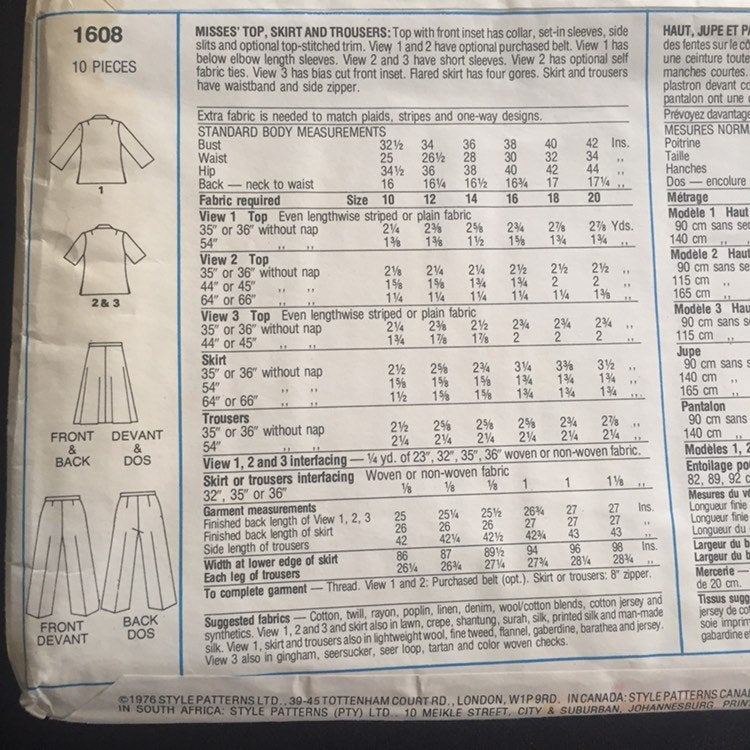 1608
10 PIECES
1
2 & 3
FRONT & BACK
DEVANT & DOS
FRONT DEVANT
BACK DOS
MISSES' TOP, SKIRT AND TROUSERS: Top with front inset has collar, set-in sleeves, side
slits and optional top-stitched trim. View 1 and 2 have optional purchased belt. View 1 has
below elbow length sleeves. View 2 and 3 have short sleeves. View 2 has optional self
fabric ties. View 3 has bias cut front inset. Flared skirt has four gores. Skirt and trousers
have waistband and side zipper.
Extra fabric is needed to match plaids, stripes and one-way designs.
STANDARD BODY MEASUREMENTS
Bust 32½ 34 36 38 40 42 Ins.
Waist 25 26½ 28 30 32 34 ,,
Hip 34½ 36 38 40 42 44 ,,
Back — neck to waist 16 16¼ 16½ 16¾ 17 17¼ ,,
Fabric required Size 10 12 14 16 18 20
View 1 Top Even lengthwise striped or plain fabric
35" or 36" without nap 2¼ 2⅜ 2⅝ 2¾ 2⅞ 2⅞ Yds.
54" ,, ,, 1⅜ 1⅜ 1½ 1⅝ 1¾ 1¾ ,,
View 2 Top
35" or 36" without nap 2⅛ 2¼ 2¼ 2½ 2½ 2½ ,,
44" or 45" ,, ,, 1⅝ 1⅝ 1¾ 1¾ 2 2 ,,
64" or 66" ,, ,, 1¼ 1¼ 1¼ 1¼ 1¼ 1⅜ ,,
View 3 Top Even lengthwise striped or plain fabric
35" or 36" without nap 2¼ 2⅜ 2½ 2¾ 2¾ 2¾ ,,
44" or 45" ,, ,, 1¾ 1⅞ 1⅞ 2 2 2 ,,
Skirt
35" or 36" without nap 2½ 2⅝ 2¾ 3¼ 3⅜ 3½ ,,
54" ,, ,, 1⅝ 1⅝ 1¾ 1¾ 1¾ 1¾ ,,
64" or 66" ,, ,, 1½ 1⅝ 1⅝ 1¾ 1¾ 1¾ ,,
Trousers
35" or 36" without nap 2½ 2⅝ 2⅝ 2⅝ 2¾ 2⅞ ,,
54" ,, ,, 2¼ 2¼ 2¼ 2¼ 2¼ 2¼ ,,
View 1, 2 and 3 interfacing — ¼ yd. of 23", 32", 35", 36" woven or non-woven fabric.
Skirt or trousers interfacing Woven or non-woven fabric
32", 35" or 36" ⅛ ⅛ ⅛ 1 1 1⅛ ,,
Garment measurements
Finished back length of View 1, 2, 3 25 25¼ 25½ 26¾ 27 27 Ins.
Finished back length of skirt 26 26 26 27 27 27 ,,
Side length of trousers 42 42¼ 42½ 42¾ 43 43 ,,
Width at lower edge of skirt 86 87 89½ 94 96 98 Ins.
Each leg of trousers 26¼ 26¾ 27¼ 27¾ 28¼ 28¾ ,,
To complete garment — Thread. View 1 and 2: Purchased belt (opt.). Skirt or trousers: 8" zipper.
Suggested fabrics — Cotton, twill, rayon, poplin, linen, denim, wool/cotton blends, cotton jersey and
synthetics. View 1, 2 and 3 and skirt also in lawn, crepe, shantung, surah, silk, printed silk and man-made
silk. View 1, skirt and trousers also in lightweight wool, fine tweed, flannel, gaberdine, barathea and jersey.
View 3 also in gingham, seersucker, seer loop, tartan and color woven checks.
HAUT, JUPE ET
des fentes sur le
une ceinture toute
manches courtes.
plastron devant
pantalon ont une
Prévoyez davantage
MESURES
Poitrine
Taille
Hanches
Dos — encolure
Métrage
Modèle 1 Haut
90 cm sans
140 cm ,,
Modèle 2 Haut
90 cm sans
115 cm ,,
165 cm ,,
Modèle 3
90 cm sans
115 cm ,,
Jupe
90 cm sans
140 cm ,,
165 cm ,,
Pantalon
90 cm sans
140 cm ,,
Modèles 1,
Entoilage
82, 89, 92
Mesures du
Longueur finie
Longueur finie
Longueur du
Largeur du
Largeur du
Mercerie —
de 20 cm.
Tissus
jersey de
soie
gabardine
©1976 STYLE PATTERNS LTD., 39-45 TOTTENHAM COURT RD., LONDON, W1P 9RD. IN CANADA: STYLE PATTERNS
IN SOUTH AFRICA: STYLE PATTERNS (PTY) LTD. 10 MEIKLE STREET, CITY & SUBURBAN, JOHANNESBURG.